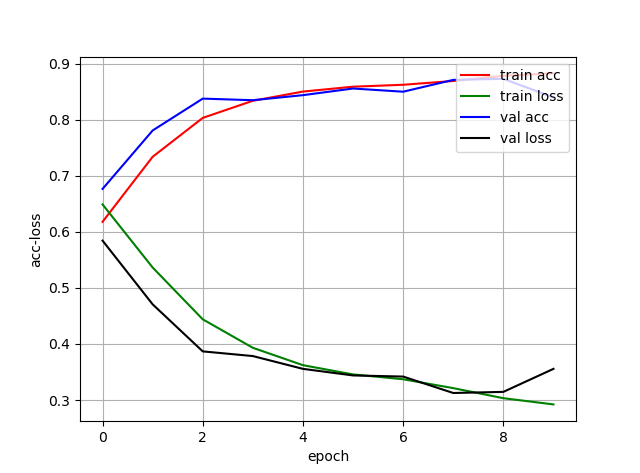 0.9
0.8
0.7
0.6
0.5
0.4
0.3
acc-loss
train acc
train loss
val acc
val loss
0 2 4 6 8
epoch